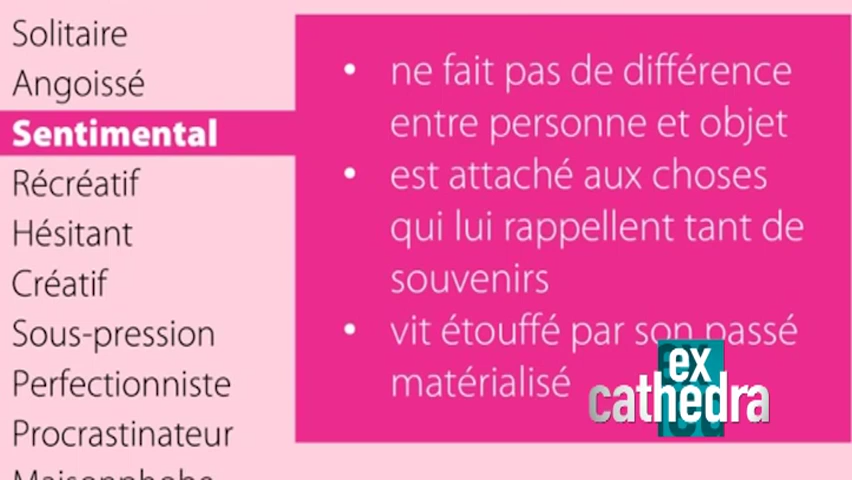 Solitaire
Angoissé
Sentimental
Récréatif
Hésitant
Créatif
Sous-pression
Perfectionniste
Procrastinateur
Maisonphobe
• ne fait pas de différence
entre personne et objet
• est attaché aux choses
qui lui rappellent tant de
souvenirs
• vit étouffé par son passé
matérialisé
ex
cathedra